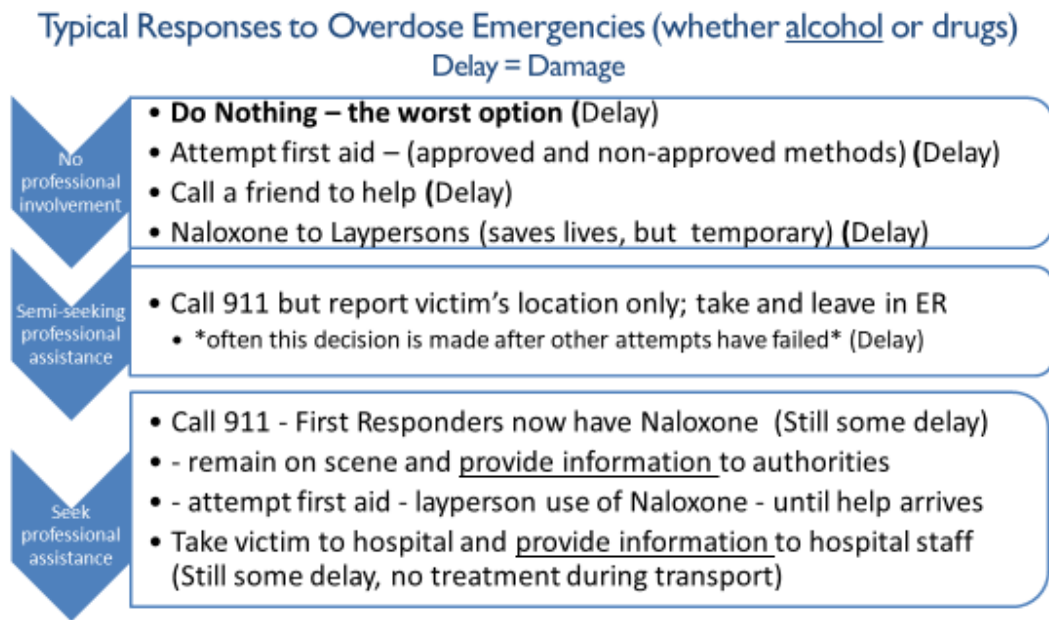 Typical Responses to Overdose Emergencies (whether alcohol or drugs)
Delay = Damage
No
professional
involvement
• Do Nothing – the worst option (Delay)
• Attempt first aid – (approved and non-approved methods) (Delay)
• Call a friend to help (Delay)
• Naloxone to Laypersons (saves lives, but temporary) (Delay)
Semi-seeking
professional
assistance
• Call 911 but report victim's location only; take and leave in ER
• *often this decision is made after other attempts have failed* (Delay)
Seek
professional
assistance
• Call 911 - First Responders now have Naloxone (Still some delay)
• - remain on scene and provide information to authorities
• - attempt first aid - layperson use of Naloxone - until help arrives
• Take victim to hospital and provide information to hospital staff
(Still some delay, no treatment during transport)